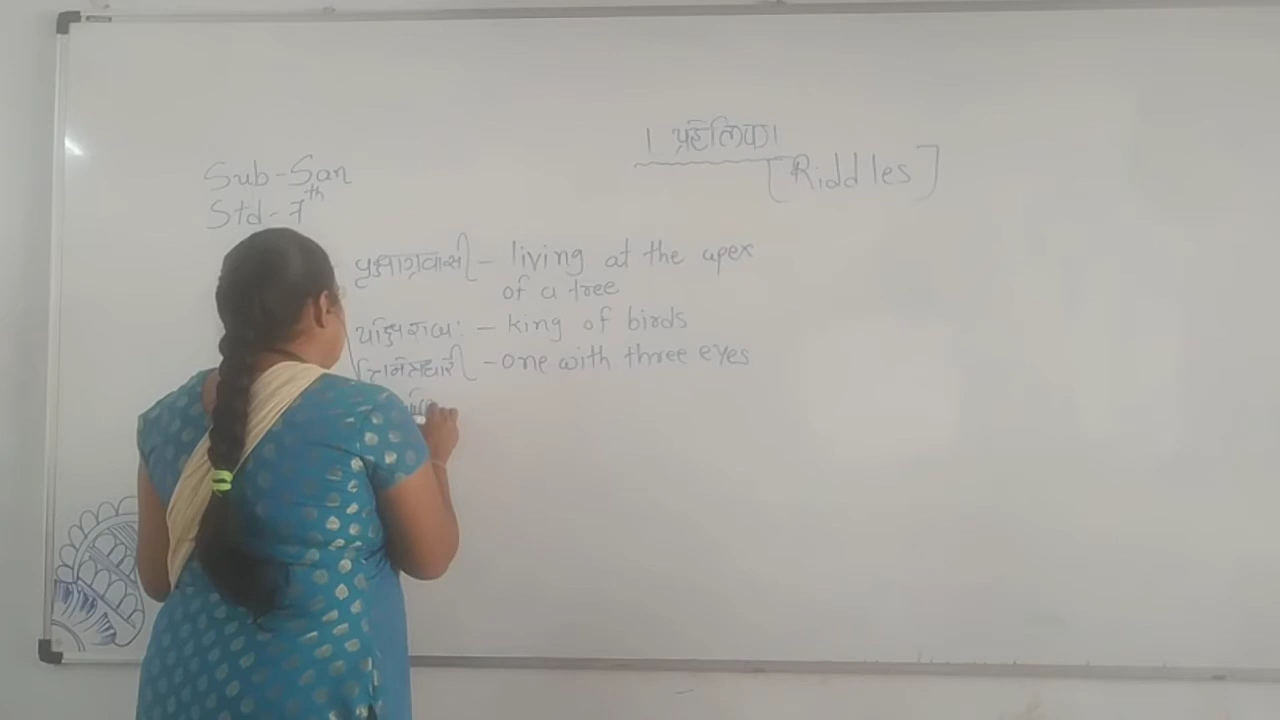 1 प्रहेलिका
[Riddles]
Sub - San
Std - 7th
वृक्षाग्रवासी - living at the apex
of a tree
पक्षिराजः - king of birds
त्रिनेत्रधारी - one with three eyes